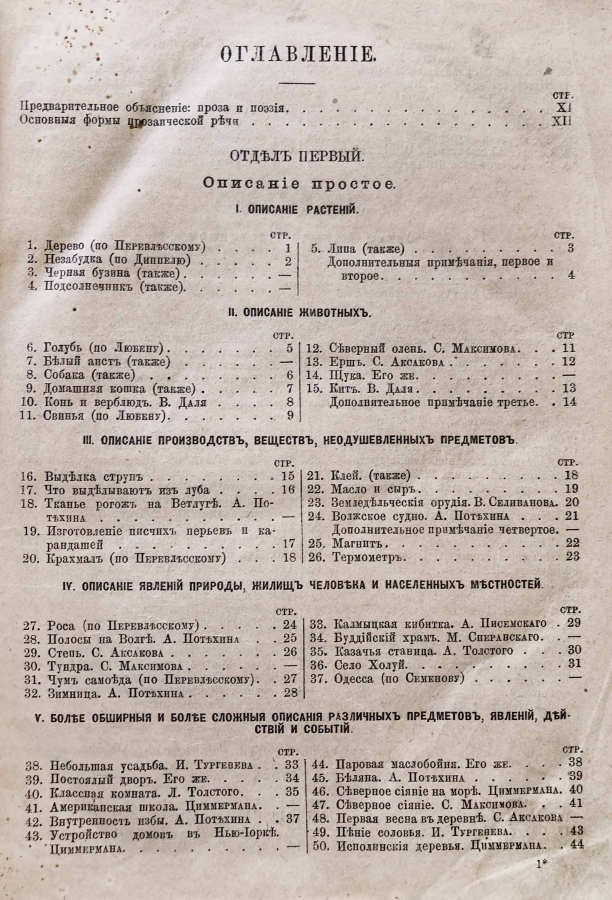 ОГЛАВЛЕНІЕ.
СТР.
Предварительное объясненіе: проза и поэзія. . . . . . . . . . . . . . . XI
Основныя формы прозаической рѣчи . . . . . . . . . . . . . . . . . XII
ОТДѢЛЪ ПЕРВЫЙ.
Описаніе простое.
I. ОПИСАНІЕ РАСТЕНІЙ.
СТР.
1. Дерево (по Перевлѣсскому) . . . . 1
2. Незабудка (по Диппелю) . . . . . 2
3. Черная бузина (также) . . . . . . —
4. Подсолнечникъ (также). . . . . . —
СТР.
5. Липа (также) . . . . . . . . . 3
Дополнительныя примѣчанія, первое и
второе. . . . . . . . . . . 4
II. ОПИСАНІЕ ЖИВОТНЫХЪ.
СТР.
6. Голубь (по Любену) . . . . . . . 5
7. Бѣлый аистъ (также) . . . . . . —
8. Собака (также) . . . . . . . . 6
9. Домашняя кошка (также) . . . . . 7
10. Конь и верблюдъ. В. Даля . . . . 8
11. Свинья (по Любену). . . . . . . 9
СТР
12. Сѣверный олень. С. Максимова. . . 11
13. Ершъ. С. Аксакова . . . . . . . 12
14. Щука. Его же. . . . . . . . . —
15. Китъ. В. Даля . . . . . . . . 13
Дополнительное примѣчаніе третье. . 14
III. ОПИСАНІЕ ПРОИЗВОДСТВЪ, ВЕЩЕСТВЪ, НЕОДУШЕВЛЕННЫХЪ ПРЕДМЕТОВЪ.
СТР.
16. Выдѣлка струпъ . . . . . . . . 15
17. Что выдѣлываютъ изъ луба . . . . 16
18. Тканье рогожъ на Ветлугѣ. А. По-
тѣхина . . . . . . . . . . . —
19. Изготовленіе писчихъ перьевъ и ка-
рандашей . . . . . . . . . . 17
20. Крахмалъ (по Перевлѣсскому) . . . 18
СТР.
21. Клей. (также) . . . . . . . . . 18
22. Масло и сыръ. . . . . . . . . . 19
23. Земледѣльческія орудія. В. Селиванова. 20
24. Волжское судно. А. Потѣхина . . . 21
Дополнительное примѣчаніе четвертое. —
25. Магнитъ . . . . . . . . . . . 22
26. Термометръ. . . . . . . . . . . 23
IV. ОПИСАНІЕ ЯВЛЕНІЙ ПРИРОДЫ, ЖИЛИЩЪ ЧЕЛОВѢКА И НАСЕЛЕННЫХЪ МѢСТНОСТЕЙ.
СТР.
27. Роса (по Перевлѣсскому) . . . . . 24
28. Полосы на Волгѣ. А. Потѣхина . . 25
29. Степь. С. Аксакова . . . . . . . 26
30. Тундра. С. Максимова . . . . . . —
31. Чумъ самоѣда (по Перевлѣсскому). . 27
32. Зимница. А. Потѣхина . . . . . . 28
СТР.
33. Калмыцкая кибитка. А. Писемскаго . 29
34. Буддійскій храмъ. М. Сперанскаго. . —
35. Казачья станица. А. Толстого . . . 30
36. Село Холуй. . . . . . . . . . . 31
37. Одесса (по Семенову) . . . . . . —
V. БОЛѢЕ ОБШИРНЫЯ И БОЛѢЕ СЛОЖНЫЯ ОПИСАНІЯ РАЗЛИЧНЫХЪ ПРЕДМЕТОВЪ, ЯВЛЕНІЙ, ДѢЙ-
СТВІЙ И СОБЫТІЙ.
СТР.
38. Небольшая усадьба. И. Тургенева . . 33
39. Постоялый дворъ. Его же. . . . . 34
40. Классная комната. Л. Толстого. . . 35
41. Американская школа. Циммермана. . —
42. Внутренность избы. А. Потѣхина . . 37
43. Устройство домовъ въ Нью-Іоркѣ.
Циммермана. . . . . . . . . . —
СТР.
44. Паровая маслобойня. Его же. . . . 38
45. Бѣляна. А. Потѣхина . . . . . . 39
46. Сѣверное сіяніе на морѣ. Циммермана. 40
47. Сѣверное сіяніе. С. Максимова. . . 41
48. Первая весна въ деревнѣ. С. Аксакова —
49. Пѣніе соловья. И. Тургенева. . . . 43
50. Исполинскія деревья. Циммермана. . 44
1*